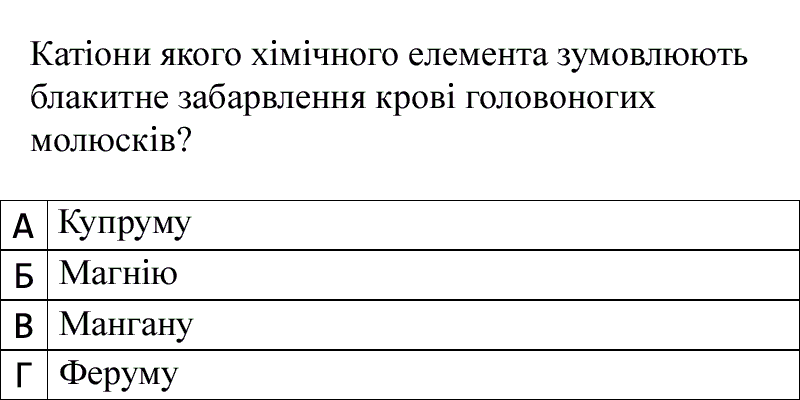 Катіони якого хімічного елемента зумовлюють
блакитне забарвлення крові головоногих
молюсків?
А Купруму
Б Магнію
В Мангану
Г Феруму